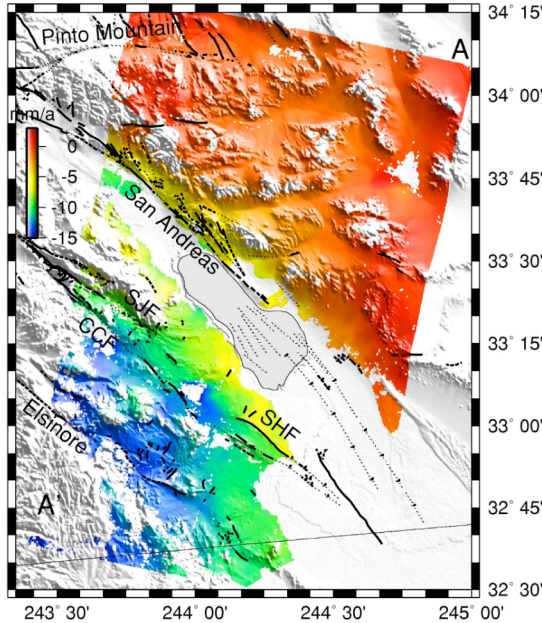 34° 15'
Pinto Mountain
A
34° 00'
mm/a
0
-5
-10
-15
33° 45'
San Andreas
33° 30'
SJF
CCF
33° 15'
Elsinore
SHF
33° 00'
A'
32° 45'
32° 30'
243° 30'
244° 00'
244° 30'
245° 00'